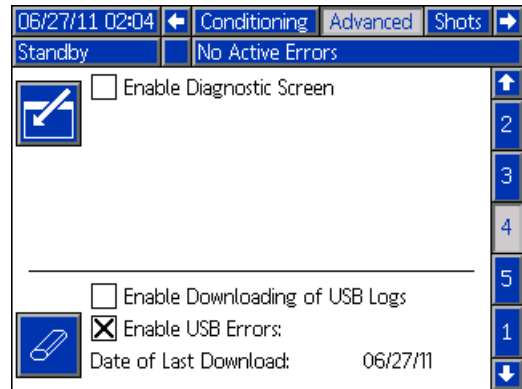 06/27/11 02:04 Conditioning Advanced Shots
Standby No Active Errors
Enable Diagnostic Screen
2
3
4
5
1
Enable Downloading of USB Logs
Enable USB Errors:
Date of Last Download: 06/27/11